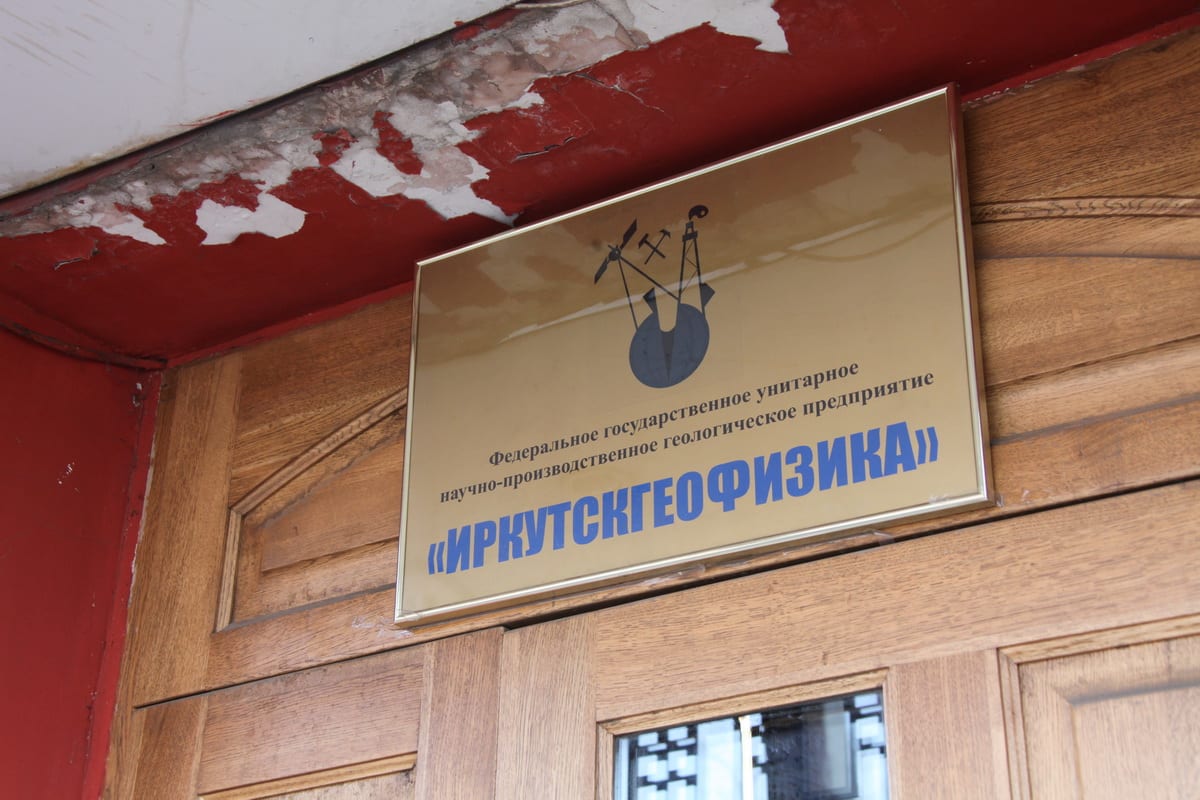 Федеральное государственное унитарное
научно-производственное геологическое предприятие
«ИРКУТСКГЕОФИЗИКА»